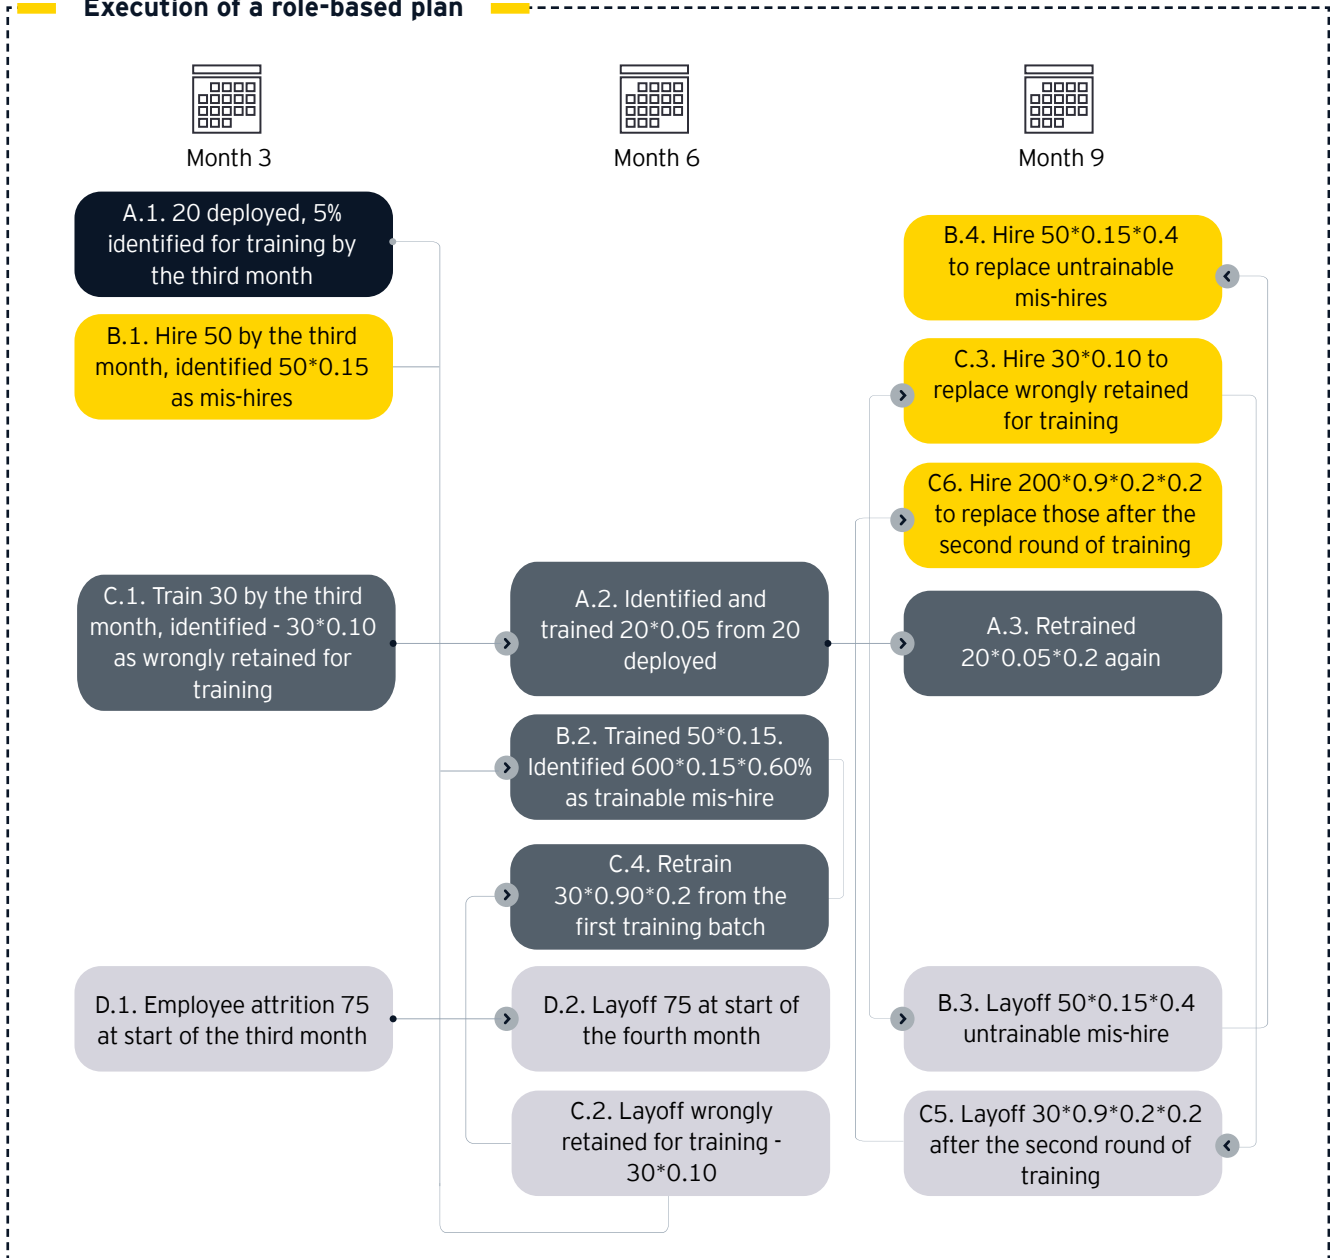 Execution of a role-based plan
Month 3
Month 6
Month 9
A.1. 20 deployed, 5%
identified for training by
the third month
B.1. Hire 50 by the third
month, identified 50*0.15
as mis-hires
C.1. Train 30 by the third
month, identified - 30*0.10
as wrongly retained for
training
D.1. Employee attrition 75
at start of the third month
A.2. Identified and
trained 20*0.05 from 20
deployed
B.2. Trained 50*0.15.
Identified 600*0.15*0.60%
as trainable mis-hire
C.4. Retrain
30*0.90*0.2 from the
first training batch
D.2. Layoff 75 at start of
the fourth month
C.2. Layoff wrongly
retained for training -
30*0.10
B.4. Hire 50*0.15*0.4
to replace untrainable
mis-hires
C.3. Hire 30*0.10 to
replace wrongly retained
for training
C6. Hire 200*0.9*0.2*0.2
to replace those after the
second round of training
A.3. Retrained
20*0.05*0.2 again
B.3. Layoff 50*0.15*0.4
untrainable mis-hire
C5. Layoff 30*0.9*0.2*0.2
after the second round of
training